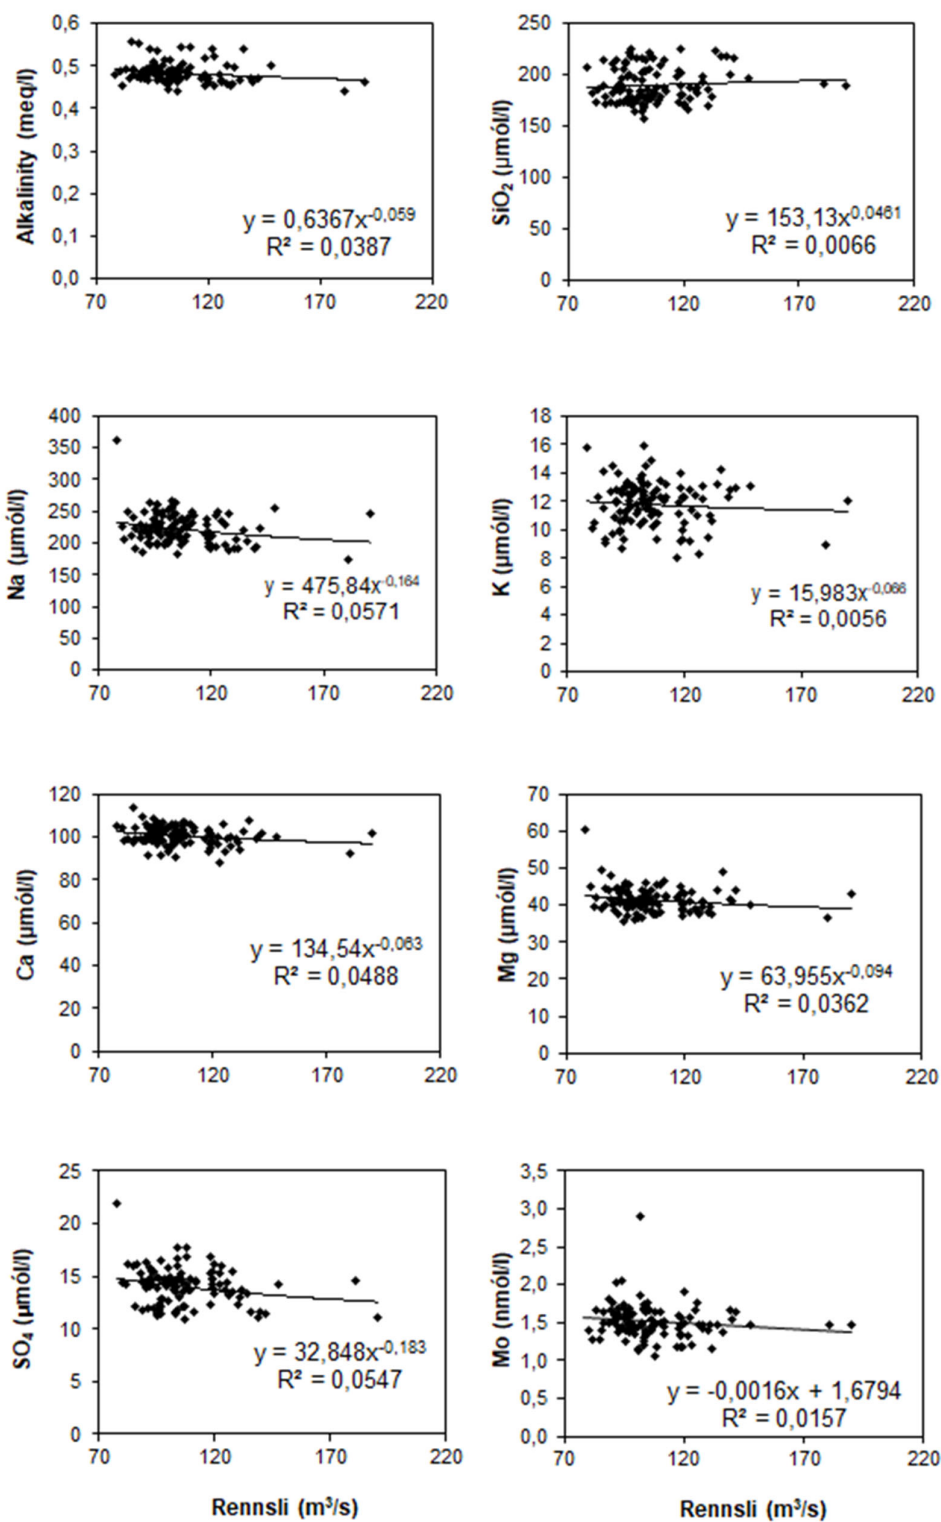 0,6
0,5
0,4
0,3
0,2
0,1
0,0
Alkalinity (meq/l)
y = 0,6367x^-0,059
R² = 0,0387
70 120 170 220
250
200
150
100
50
0
SiO₂ (µmól/l)
y = 153,13x^0,0461
R² = 0,0066
70 120 170 220
400
350
300
250
200
150
100
50
0
Na (µmól/l)
y = 475,84x^-0,164
R² = 0,0571
70 120 170 220
18
16
14
12
10
8
6
4
2
0
K (µmól/l)
y = 15,983x^-0,066
R² = 0,0056
70 120 170 220
120
100
80
60
40
20
0
Ca (µmól/l)
y = 134,54x^-0,063
R² = 0,0488
70 120 170 220
70
60
50
40
30
20
10
0
Mg (µmól/l)
y = 63,955x^-0,094
R² = 0,0362
70 120 170 220
25
20
15
10
5
0
SO₄ (µmól/l)
y = 32,848x^-0,183
R² = 0,0547
70 120 170 220
Rennsli (m³/s)
3,5
3,0
2,5
2,0
1,5
1,0
0,5
0,0
Mo (nmól/l)
y = -0,0016x + 1,6794
R² = 0,0157
70 120 170 220
Rennsli (m³/s)